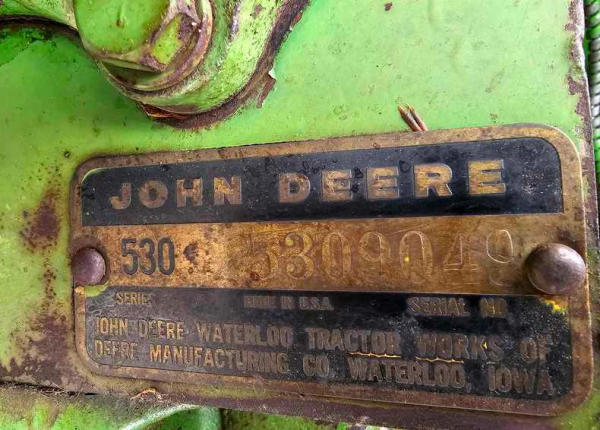 JOHN DEERE
530 5309049
SERIES MADE IN U.S.A. SERIAL NO
JOHN DEERE WATERLOO TRACTOR WORKS OF
DEERE MANUFACTURING CO. WATERLOO, IOWA